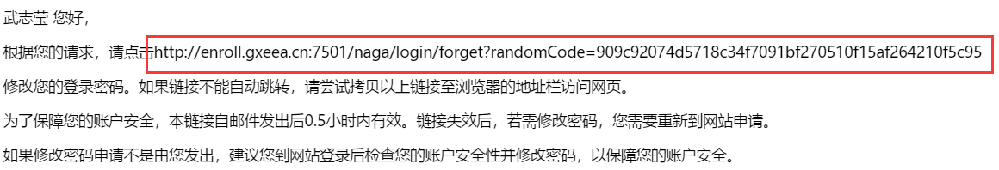 武志莹 您好，
根据您的请求，请点击http://enroll.gxeea.cn:7501/naga/login/forget?randomCode=909c92074d5718c34f7091bf270510f15af264210f5c95
修改您的登录密码。如果链接不能自动跳转，请尝试拷贝以上链接至浏览器的地址栏访问网页。
为了保障您的账户安全，本链接自邮件发出后0.5小时内有效。链接失效后，若需修改密码，您需要重新到网站申请。
如果修改密码申请不是由您发出，建议您到网站登录后检查您的账户安全性并修改密码，以保障您的账户安全。